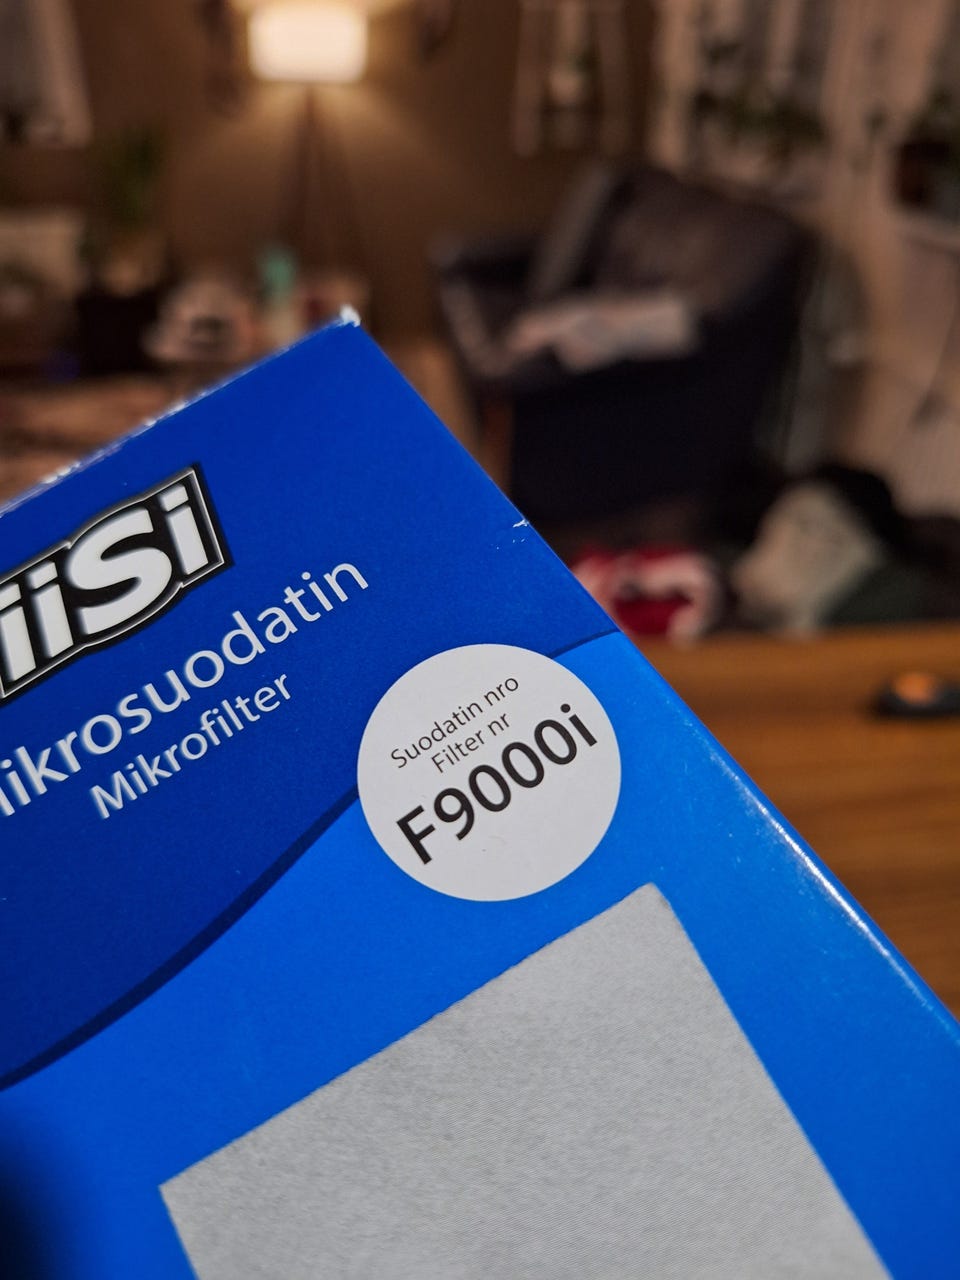 iiSi
ikrosuodatin
Mikrofilter
Suodatin nro
Filter nr
F9000i